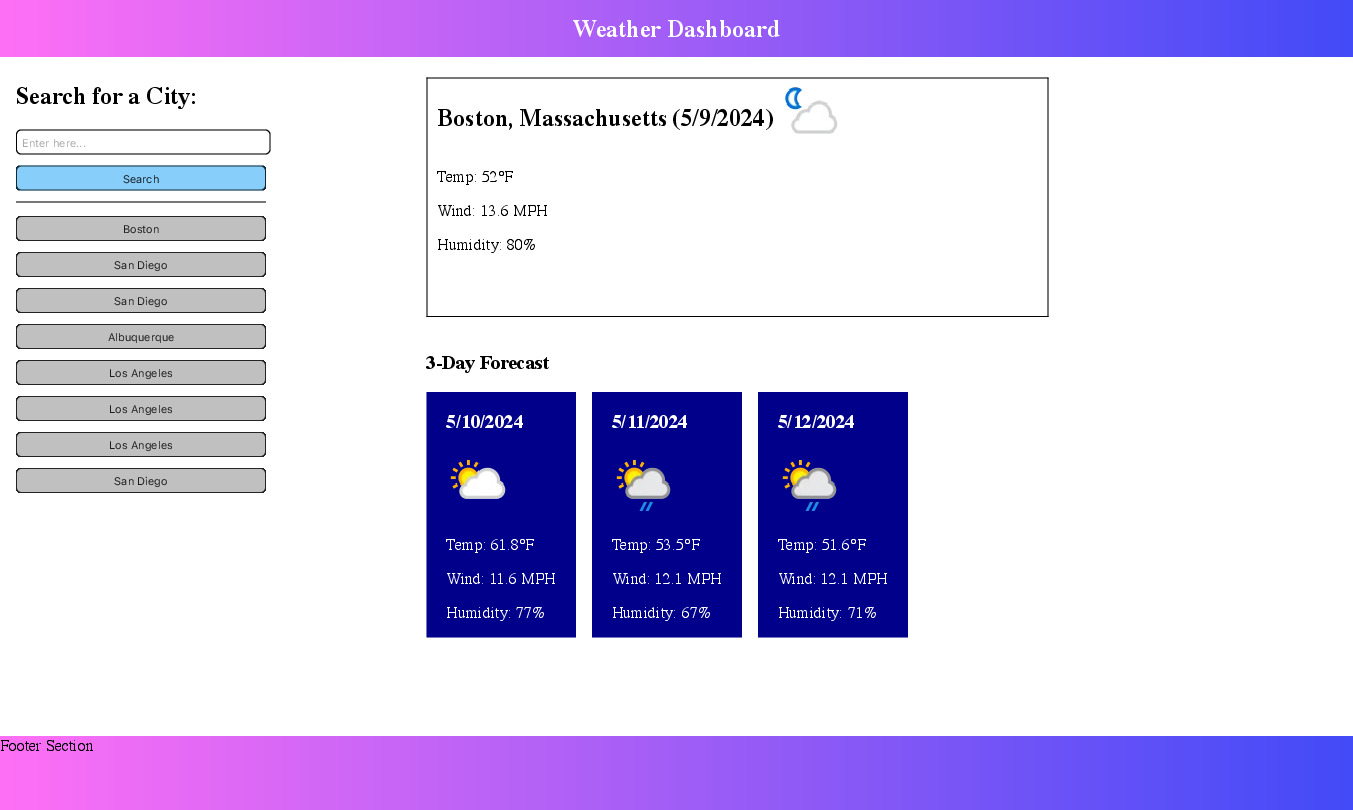 Weather Dashboard
Search for a City:
Enter here...
Search
Boston
San Diego
San Diego
Albuquerque
Los Angeles
Los Angeles
Los Angeles
San Diego
Boston, Massachusetts (5/9/2024)
Temp: 52°F
Wind: 13.6 MPH
Humidity: 80%
3-Day Forecast
5/10/2024
Temp: 61.8°F
Wind: 11.6 MPH
Humidity: 77%
5/11/2024
Temp: 53.5°F
Wind: 12.1 MPH
Humidity: 67%
5/12/2024
Temp: 51.6°F
Wind: 12.1 MPH
Humidity: 71%
Footer Section